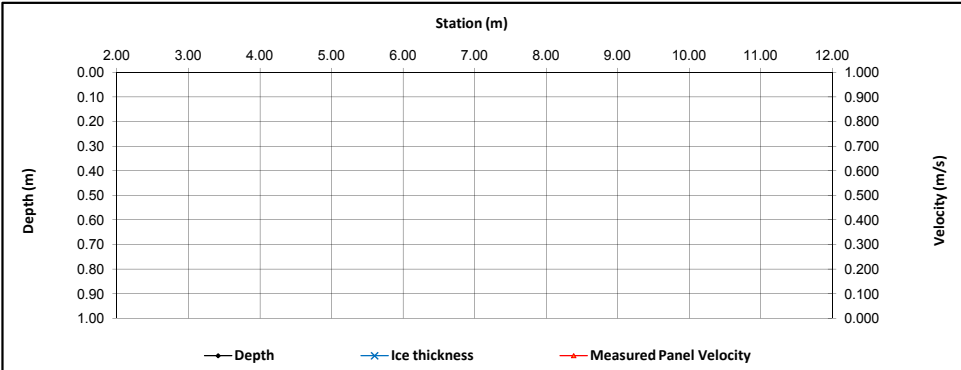 Station (m)
2.00 3.00 4.00 5.00 6.00 7.00 8.00 9.00 10.00 11.00 12.00
0.00 1.000
0.10 0.900
0.20 0.800
0.30 0.700
0.40 0.600
0.50 0.500
0.60 0.400
0.70 0.300
0.80 0.200
0.90 0.100
1.00 0.000
Depth (m)
Velocity (m/s)
Depth Ice thickness Measured Panel Velocity